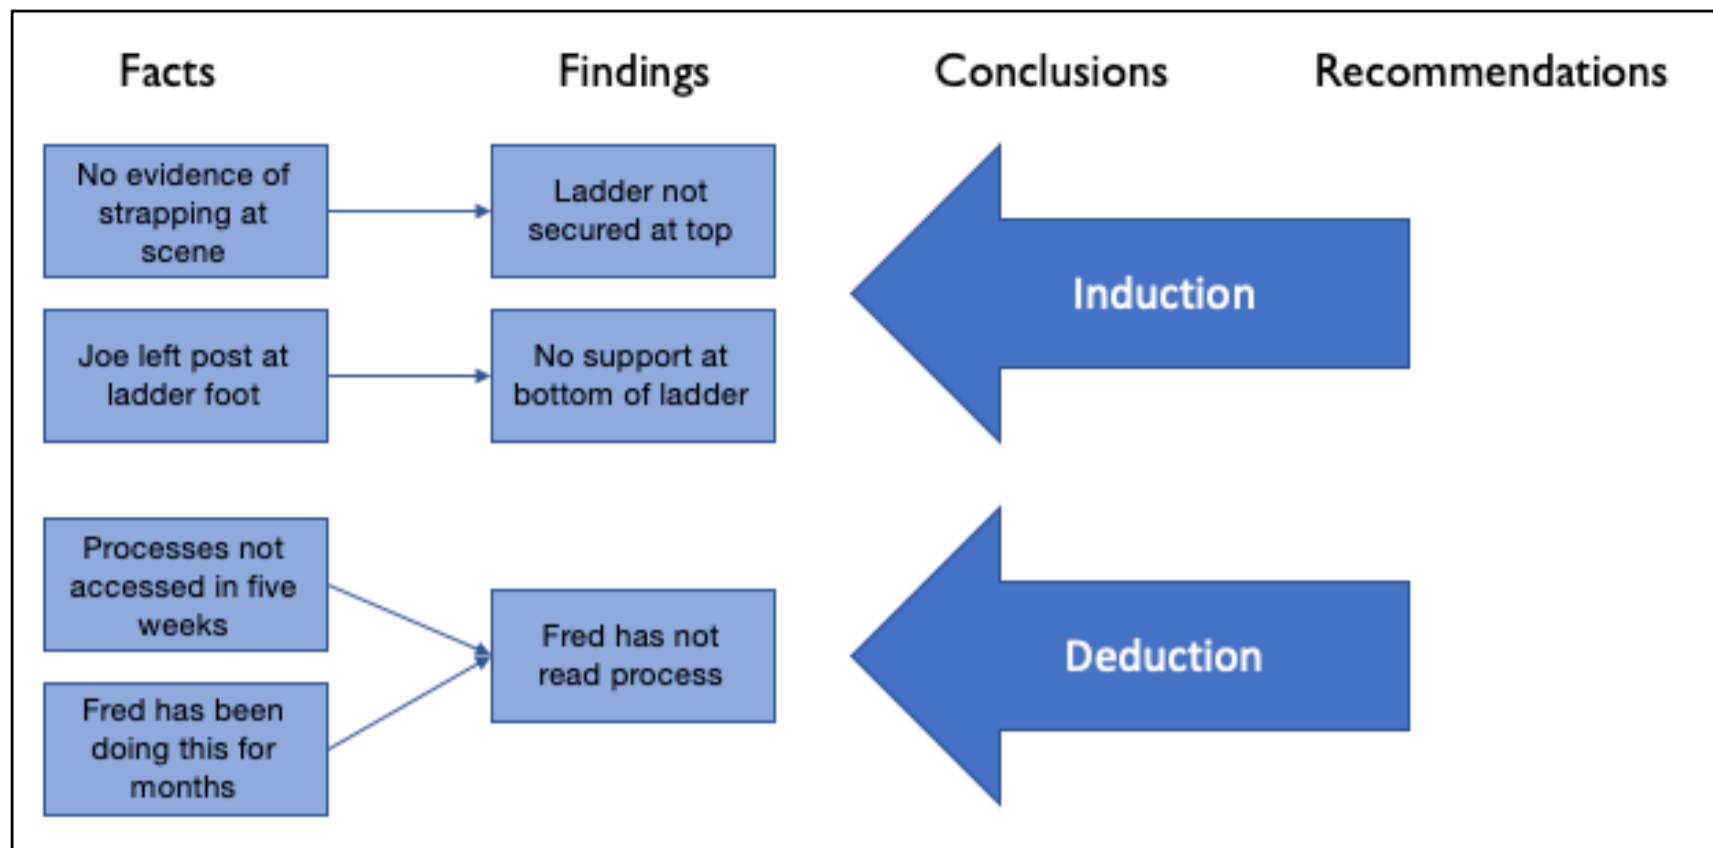 Facts Findings Conclusions Recommendations
No evidence of
strapping at
scene
Ladder not
secured at top
Induction
Joe left post at
ladder foot
No support at
bottom of ladder
Processes not
accessed in five
weeks
Fred has not
read process
Deduction
Fred has been
doing this for
months